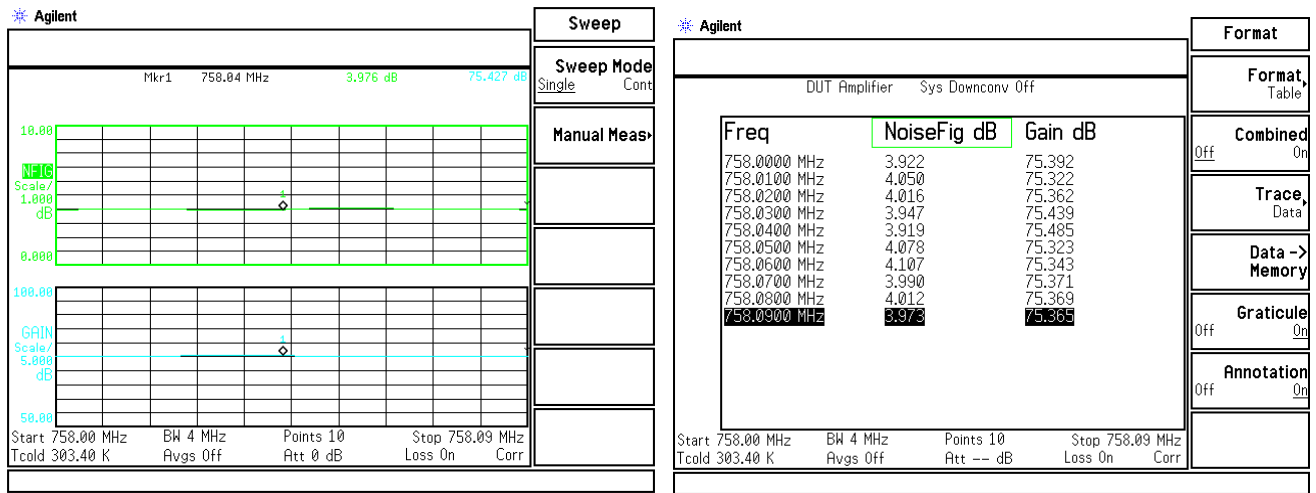 Agilent
Sweep
Mkr1 758.04 MHz 3.976 dB 75.427 dB
Sweep Mode
Single Cont
Manual Meas
10.00
NFIG
Scale/
1.000
dB
0.000
1
100.00
GAIN
Scale/
5.000
dB
50.00
1
Start 758.00 MHz BW 4 MHz Points 10 Stop 758.09 MHz
Tcold 303.40 K Avgs Off Att 0 dB Loss On Corr
Agilent
Format
DUT Amplifier Sys Downconv Off
Format
Table
Freq NoiseFig dB Gain dB
758.0000 MHz 3.922 75.392
758.0100 MHz 4.050 75.322
758.0200 MHz 4.016 75.362
758.0300 MHz 3.947 75.439
758.0400 MHz 3.919 75.485
758.0500 MHz 4.078 75.323
758.0600 MHz 4.107 75.343
758.0700 MHz 3.990 75.371
758.0800 MHz 4.012 75.369
758.0900 MHz 3.973 75.365
Combined
Off On
Trace
Data
Data ->
Memory
Graticule
Off On
Annotation
Off On
Start 758.00 MHz BW 4 MHz Points 10 Stop 758.09 MHz
Tcold 303.40 K Avgs Off Att -- dB Loss On Corr